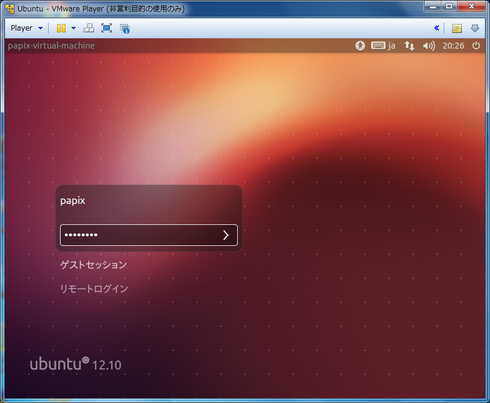 Ubuntu - VMware Player (非営利目的の使用のみ)
Player
papix-virtual-machine
ja
20:26
papix
ゲストセッション
リモートログイン
ubuntu 12.10